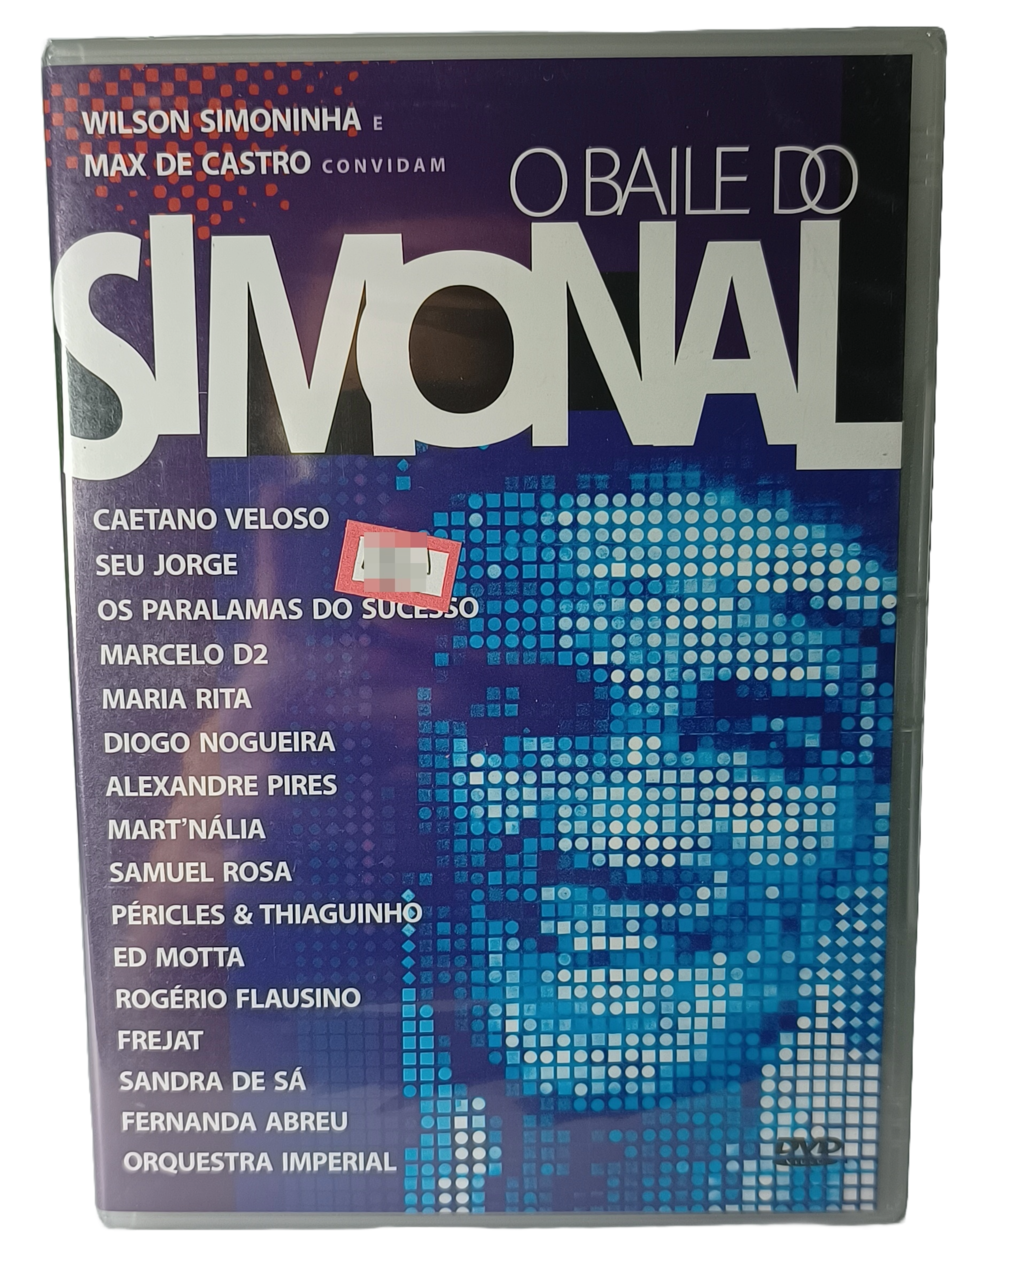 WILSON SIMONINHA E
MAX DE CASTRO CONVIDAM
O BAILE DO
SIMONAL
CAETANO VELOSO
SEU JORGE
OS PARALAMAS DO SUCESSO
MARCELO D2
MARIA RITA
DIOGO NOGUEIRA
ALEXANDRE PIRES
MART'NÁLIA
SAMUEL ROSA
PÉRICLES & THIAGUINHO
ED MOTTA
ROGÉRIO FLAUSINO
FREJAT
SANDRA DE SÁ
FERNANDA ABREU
ORQUESTRA IMPERIAL
DVD
VIDEO